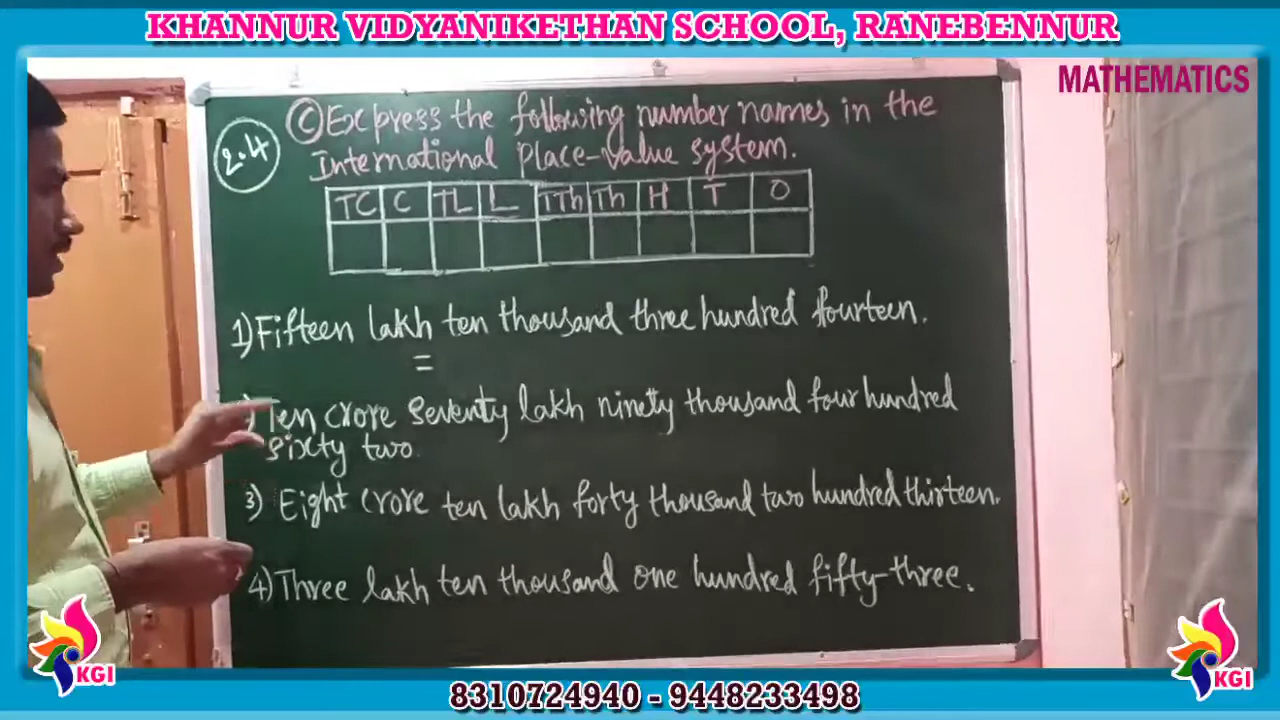 KHANNUR VIDYANIKETHAN SCHOOL, RANEBENNUR
MATHEMATICS
2.4
C) Express the following number names in the
International place-value system.
TC C TL L TTh Th H T O
1) Fifteen lakh ten thousand three hundred fourteen.
=
) Ten crore seventy lakh ninety thousand four hundred
sixty two.
3) Eight crore ten lakh forty thousand two hundred thirteen.
4) Three lakh ten thousand one hundred fifty-three.
KGI
KGI
8310724940 - 9448233498